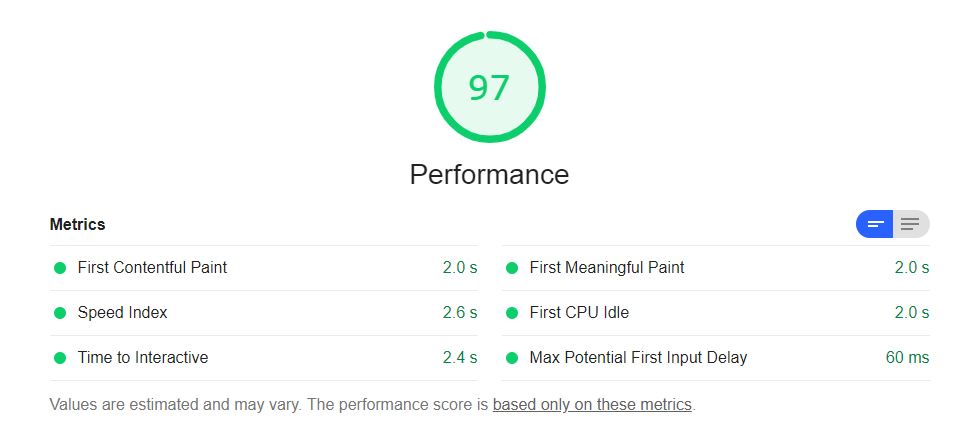 97
Performance
Metrics
First Contentful Paint 2.0 s
First Meaningful Paint 2.0 s
Speed Index 2.6 s
First CPU Idle 2.0 s
Time to Interactive 2.4 s
Max Potential First Input Delay 60 ms
Values are estimated and may vary. The performance score is based only on these metrics.